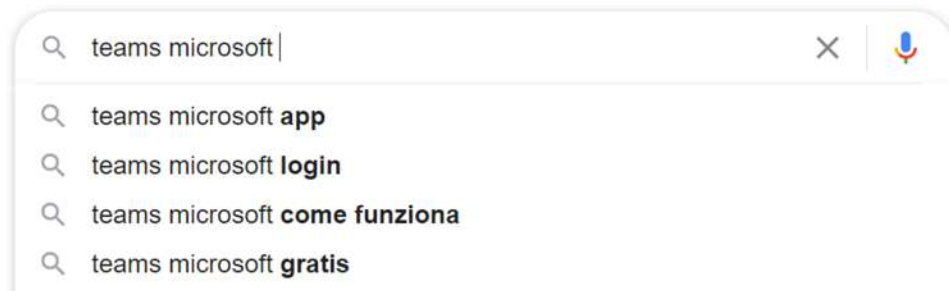 teams microsoft
teams microsoft app
teams microsoft login
teams microsoft come funziona
teams microsoft gratis